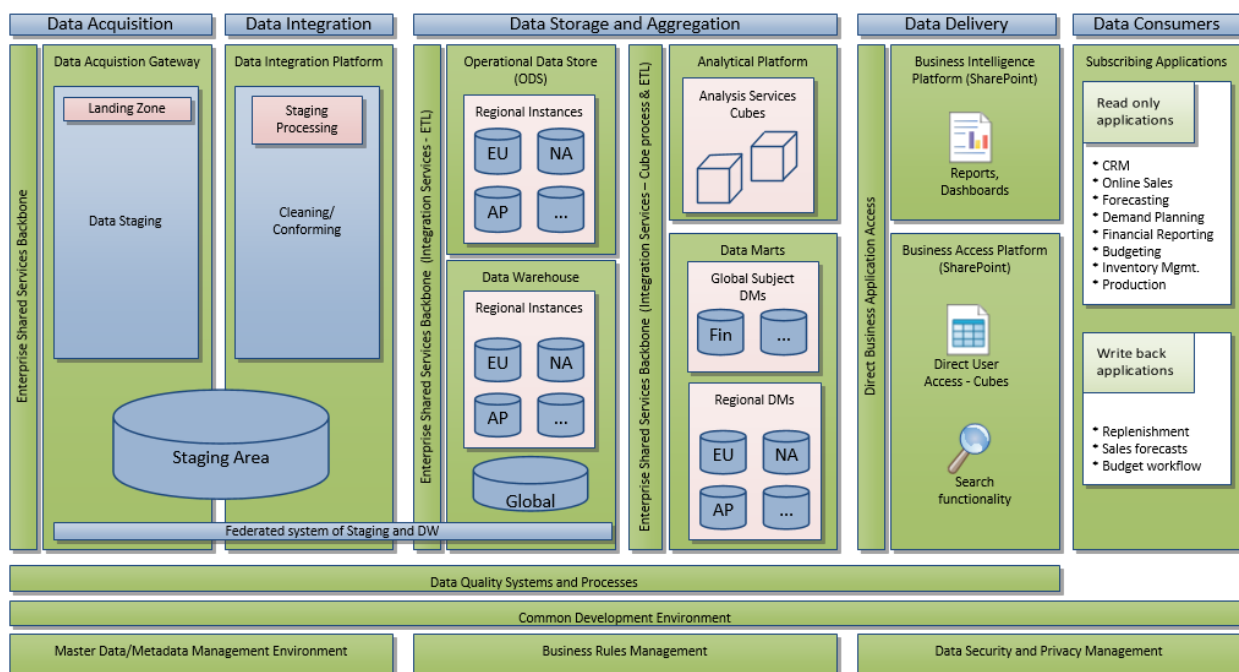 Data Acquisition
Data Integration
Data Storage and Aggregation
Data Delivery
Data Consumers
Enterprise Shared Services Backbone
Data Acquistion Gateway
Landing Zone
Data Staging
Data Integration Platform
Staging
Processing
Cleaning/
Conforming
Staging Area
Enterprise Shared Services Backbone (Integration Services - ETL)
Operational Data Store
(ODS)
Regional Instances
EU
NA
AP
...
Data Warehouse
Regional Instances
EU
NA
AP
...
Global
Federated system of Staging and DW
Enterprise Shared Services Backbone (Integration Services – Cube process & ETL)
Analytical Platform
Analysis Services
Cubes
Data Marts
Global Subject
DMs
Fin
...
Regional DMs
EU
NA
AP
...
Direct Business Application Access
Business Intelligence
Platform (SharePoint)
Reports,
Dashboards
Business Access Platform
(SharePoint)
Direct User
Access - Cubes
Search
functionality
Subscribing Applications
Read only
applications
* CRM
* Online Sales
* Forecasting
* Demand Planning
* Financial Reporting
* Budgeting
* Inventory Mgmt.
* Production
Write back
applications
* Replenishment
* Sales forecasts
* Budget workflow
Data Quality Systems and Processes
Common Development Environment
Master Data/Metadata Management Environment
Business Rules Management
Data Security and Privacy Management